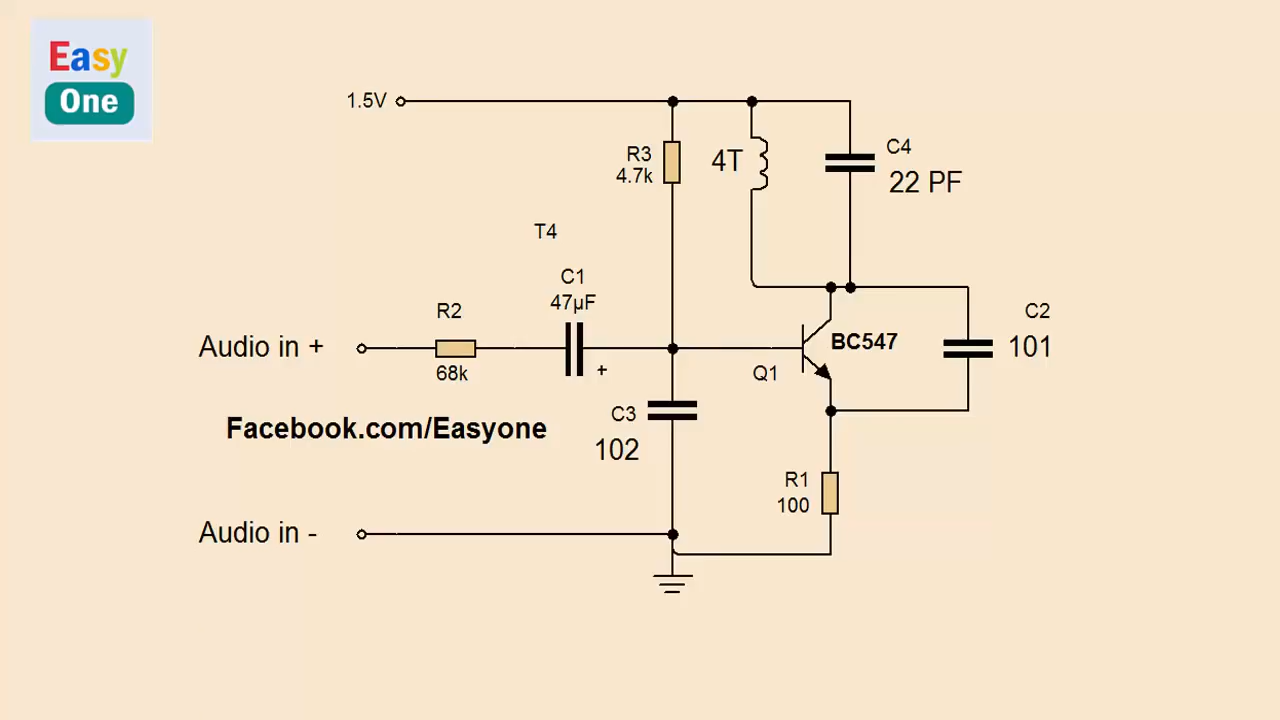 Easy
One
1.5V
R3
4.7k
4T
C4
22 PF
T4
C1
47µF
+
R2
68k
Audio in +
Q1
BC547
C2
101
Facebook.com/Easyone
C3
102
R1
100
Audio in -